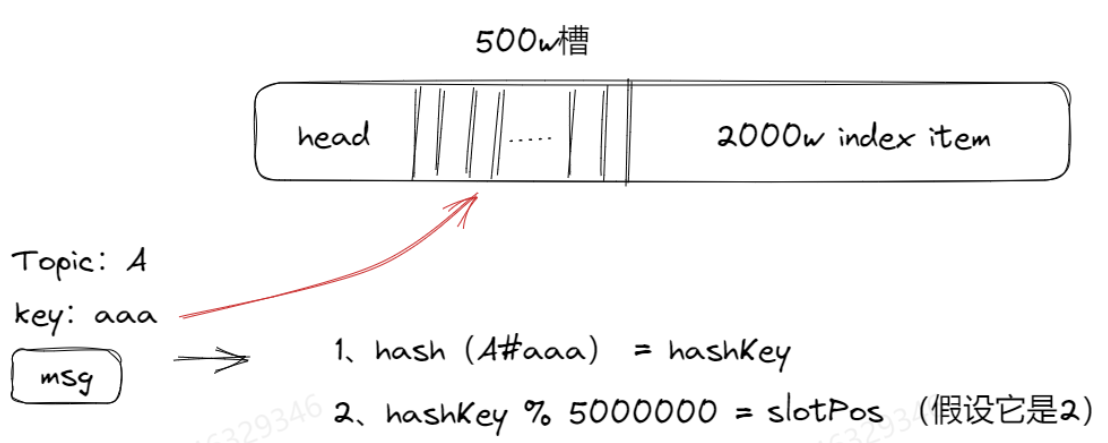 500w槽
head
......
2000w index item
Topic: A
key: aaa
msg
1、hash (A#aaa) = hashKey
2、hashKey % 5000000 = slotPos (假设它是2)
46329346